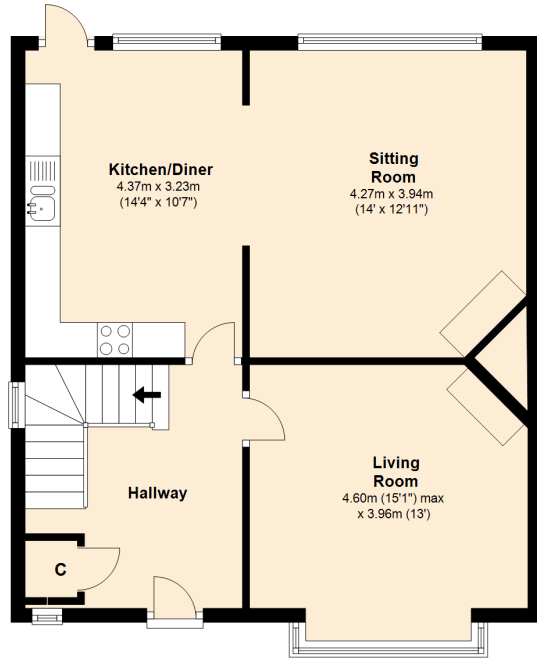 Kitchen/Diner
4.37m x 3.23m
(14'4" x 10'7")
Sitting
Room
4.27m x 3.94m
(14' x 12'11")
Hallway
Living
Room
4.60m (15'1") max
x 3.96m (13')
C